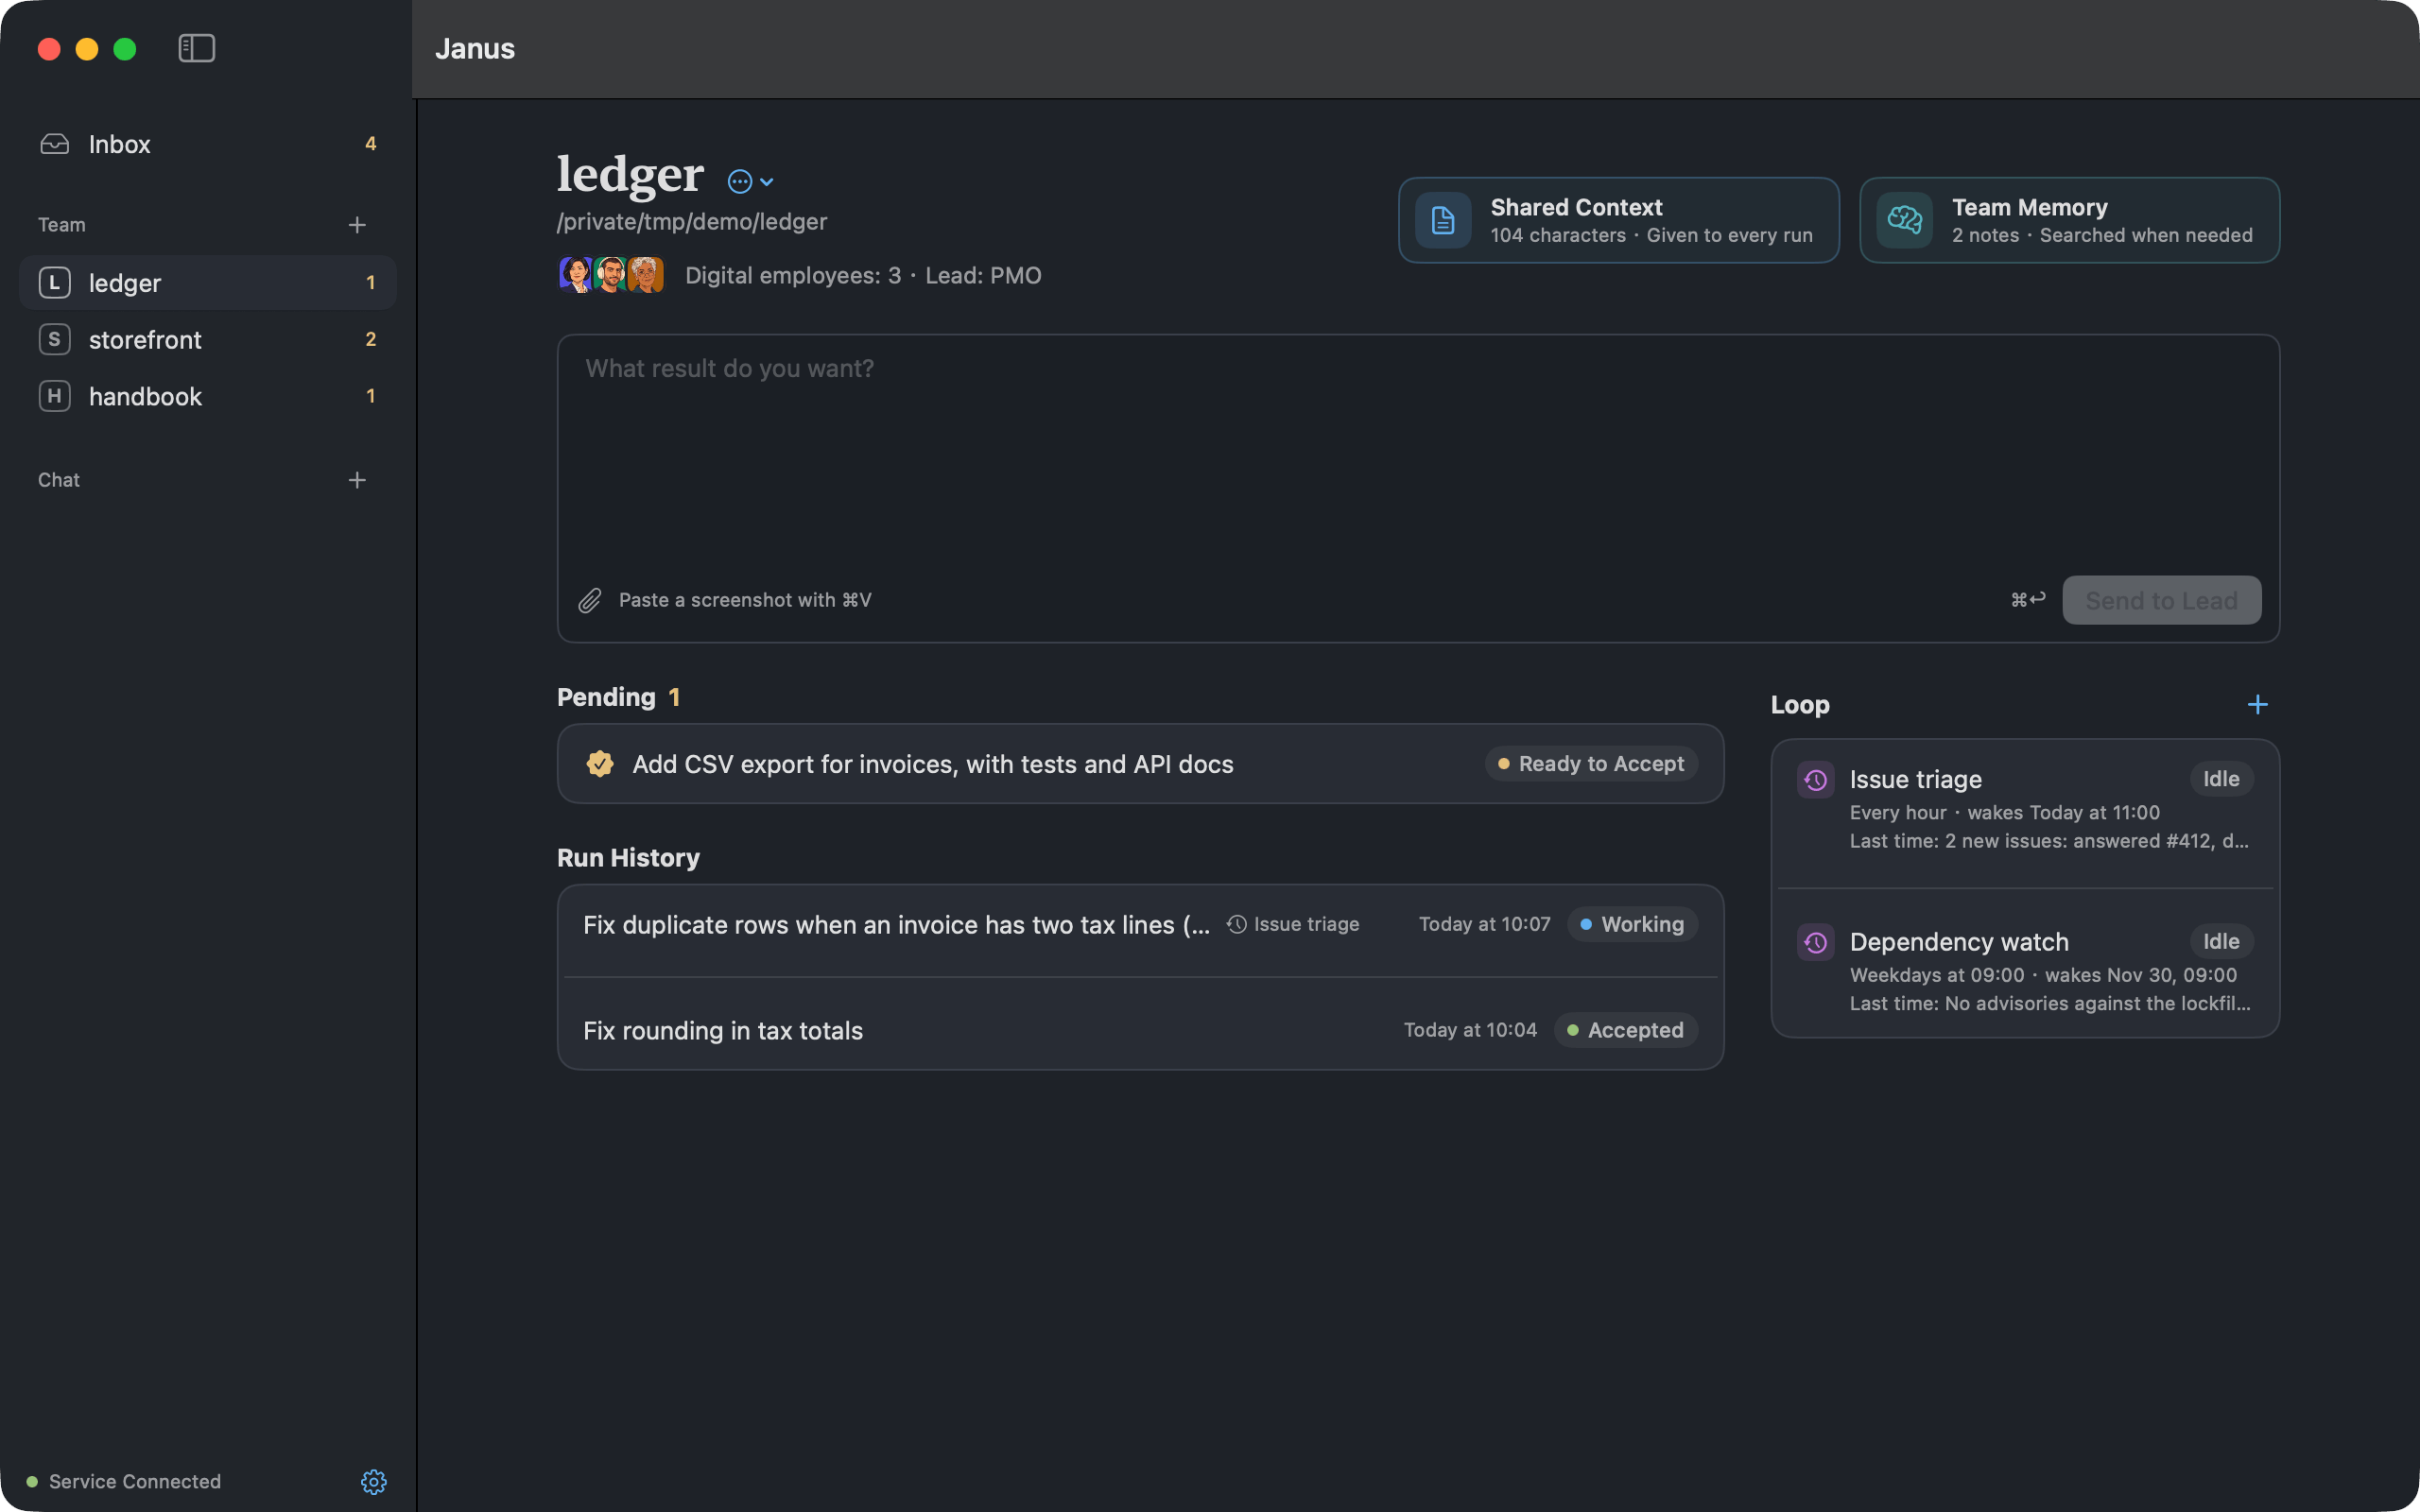 Janus
Inbox 4
Team
L ledger 1
S storefront 2
H handbook 1
Chat
Service Connected
ledger
/private/tmp/demo/ledger
Digital employees: 3 · Lead: PMO
Shared Context
104 characters · Given to every run
Team Memory
2 notes · Searched when needed
What result do you want?
Paste a screenshot with ⌘V
⌘↩ Send to Lead
Pending 1
Add CSV export for invoices, with tests and API docs Ready to Accept
Run History
Fix duplicate rows when an invoice has two tax lines (... Issue triage Today at 10:07 Working
Fix rounding in tax totals Today at 10:04 Accepted
Loop
Issue triage Idle
Every hour · wakes Today at 11:00
Last time: 2 new issues: answered #412, d...
Dependency watch Idle
Weekdays at 09:00 · wakes Nov 30, 09:00
Last time: No advisories against the lockfil...